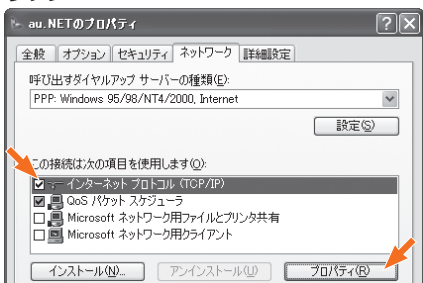 au.NETのプロパティ
全般 オプション セキュリティ ネットワーク 詳細設定
呼び出すダイヤルアップ サーバーの種類(E):
PPP: Windows 95/98/NT4/2000, Internet
設定(S)
この接続は次の項目を使用します(O):
インターネット プロトコル (TCP/IP)
QoS パケット スケジューラ
Microsoft ネットワーク用ファイルとプリンタ共有
Microsoft ネットワーク用クライアント
インストール(N)... アンインストール(U) プロパティ(R)